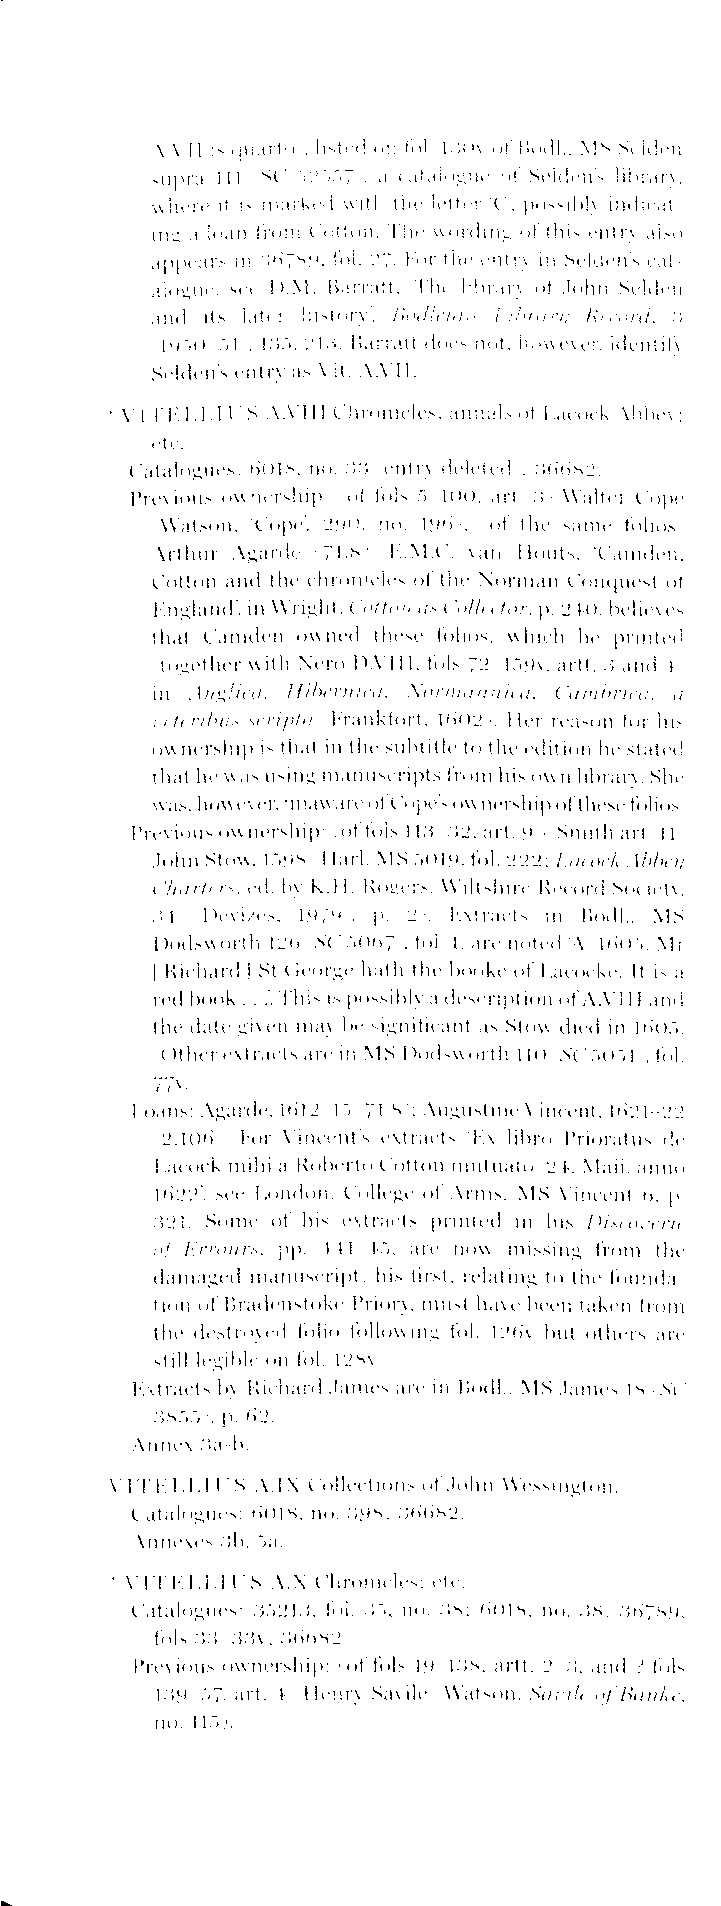 XVII is quarto), listed on fol. 139v of Bodl., MS Selden
supra 111 (SC 32557), a catalogue of Selden's library,
where it is marked with the letter 'C', possibly indicat-
ing a loan from Cotton. The wording of this entry also
appears in 36789, fol. 27. For the entry in Selden's cat-
alogue, see D.M. Barratt, 'The library of John Selden
and its later history', Bodleian Library Record, 3
(1950–51), 135, 213. Barratt does not, however, identify
Selden's entry as Vit. A.XVII.
* VITELLIUS A.VIII Chronicles, annals of Lacock Abbey;
etc.
Catalogues: 6018, no. 33 (entry deleted); 36682.
Previous ownership: (of fols 5–100, art. 3) Walter Cope
(Watson, 'Cope', 290, no. 196); (of the same folios)
Arthur Agarde (71.8). E.M.C. van Houts, 'Camden,
Cotton and the chronicles of the Norman Conquest of
England', in Wright, Cotton as Collector, p. 240, believes
that Camden owned these folios, which he printed
(together with Nero D.VIII, fols 72–159v, artt. 3 and 4)
in Anglica, Hibernica, Normannica, Cambrica, a
veteribus scripta (Frankfort, 1602). Her reason for his
ownership is that in the subtitle to the edition he stated
that he was using manuscripts from his own library. She
was, however, unaware of Cope's ownership of these folios.
Previous ownership: (of fols 113–32, art. 9 = Smith art. 11)
John Stow, 1598 (Harl. MS 5019, fol. 222; Lacock Abbey
Charters, ed. by K.H. Rogers, Wiltshire Record Society,
34 (Devizes, 1979), p. 2). Extracts in Bodl., MS
Dodsworth 126 (SC 5067), fol. 1, are noted 'A. 1605. Mr
[Richard] St George hath the booke of Lacocke. It is a
red book . . .'. This is possibly a description of A.VIII and
the date given may be significant as Stow died in 1605.
(Other extracts are in MS Dodsworth 110 (SC 5051), fol.
77v.)
Loans: Agarde, 1612–15 (71.8); Augustine Vincent, 1621–22
(2.106). For Vincent's extracts 'Ex libro Prioratus de
Lacock mihi a Roberto Cotton mutuato. 24. Maii. anno
1622', see London, College of Arms, MS Vincent 6, p.
321. Some of his extracts printed in his Discoverie
of Errours, pp. 441–45, are now missing from the
damaged manuscript: his first, relating to the founda-
tion of Bradenstoke Priory, must have been taken from
the destroyed folio following fol. 126v but others are
still legible on fol. 128v.
Extracts by Richard James are in Bodl., MS James 18 (SC
3855), p. 62.
Annex 3a-b.
VITELLIUS A.IX Collections of John Wessington.
Catalogues: 6018, no. 398; 36682.
Annexes 3b, 5a.
* VITELLIUS A.X Chronicles; etc.
Catalogues: 35213, fol. 35, no. 38; 6018, no. 38; 36789,
fols 33–33v; 36682.
Previous ownership: (of fols 19–138, artt. 2–3, and ? fols
139–57, art. 4) Henry Savile (Watson, Savile of Banke,
no. 115).